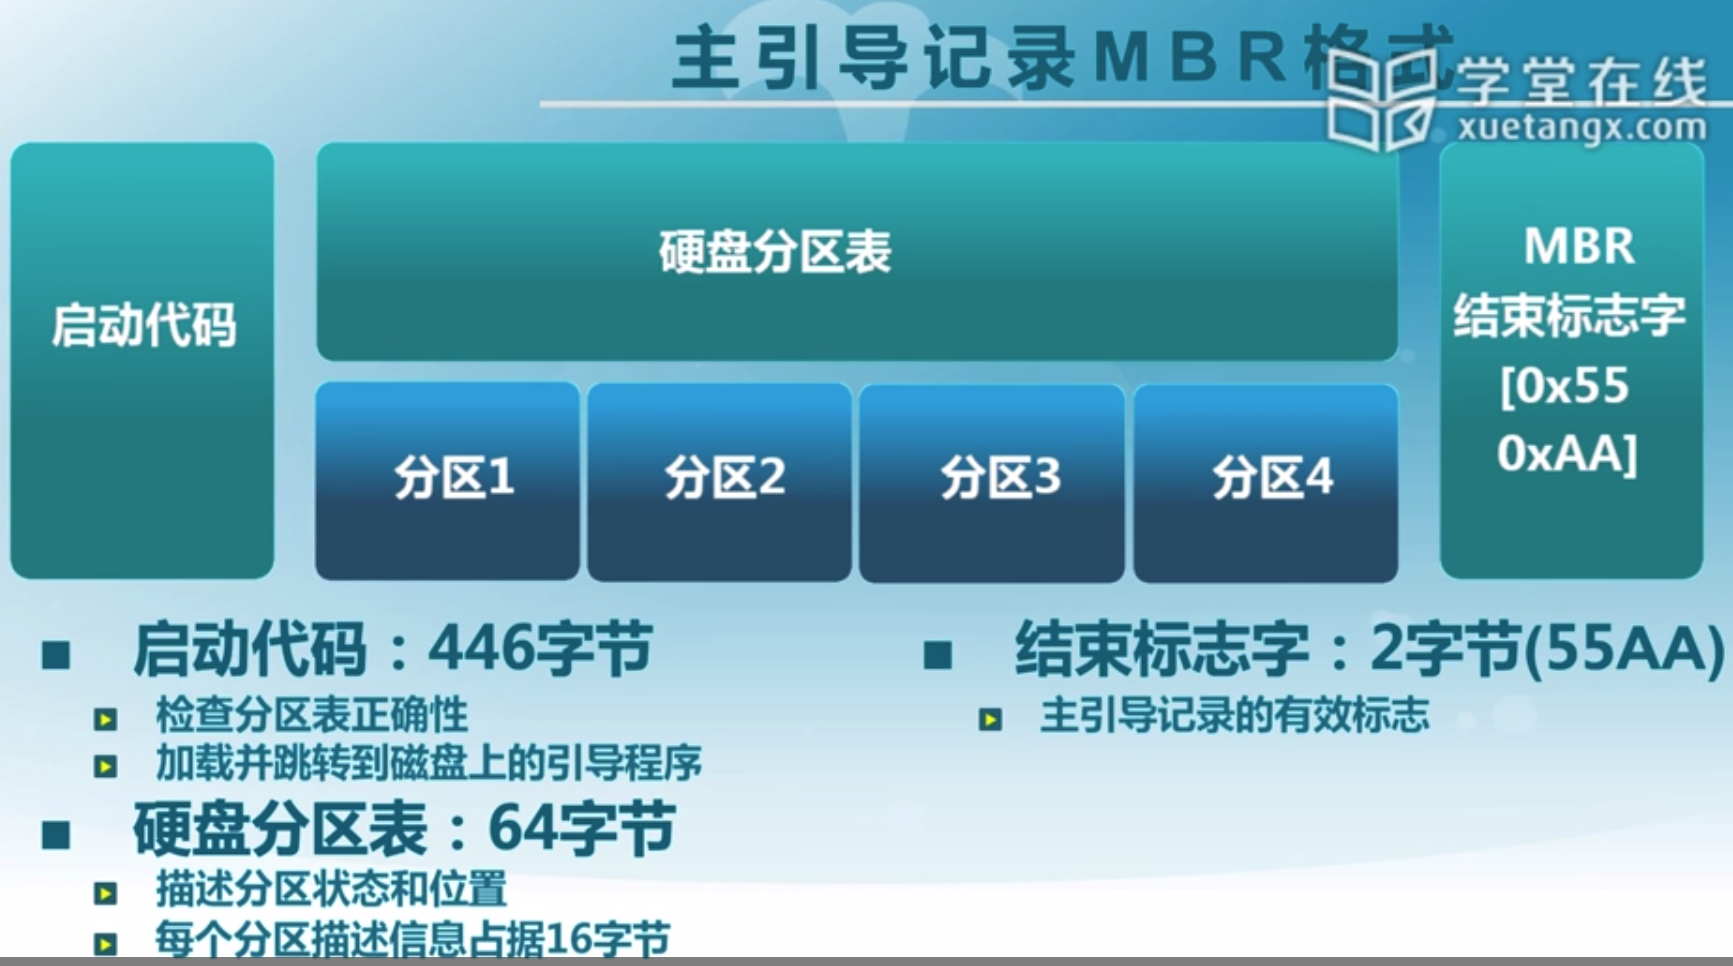 主引导记录MBR格式
学堂在线
xuetangx.com
启动代码
硬盘分区表
分区1
分区2
分区3
分区4
MBR
结束标志字
[0x55
0xAA]
■ 启动代码：446字节
检查分区表正确性
加载并跳转到磁盘上的引导程序
■ 硬盘分区表：64字节
描述分区状态和位置
每个分区描述信息占据16字节
■ 结束标志字：2字节(55AA)
主引导记录的有效标志